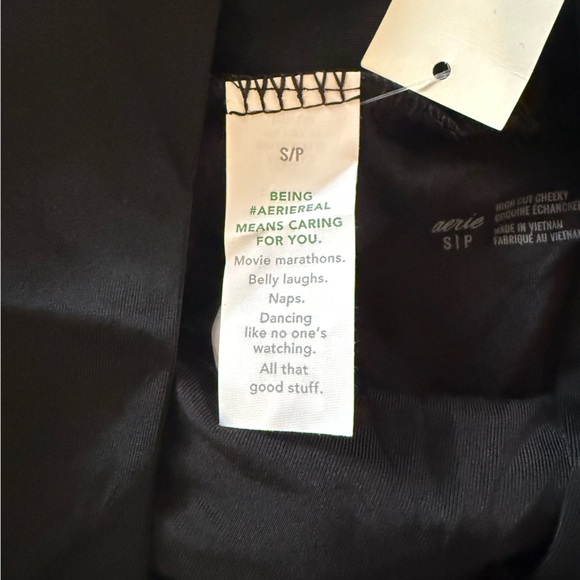 S/P
BEING
#AERIEREAL
MEANS CARING
FOR YOU.
Movie marathons.
Belly laughs.
Naps.
Dancing
like no one's
watching.
All that
good stuff.
aerie
S|P
HIGH CUT CHEEKY
COQUINE ÉCHANCRÉE
MADE IN VIETNAM
FABRIQUÉ AU VIETNAM